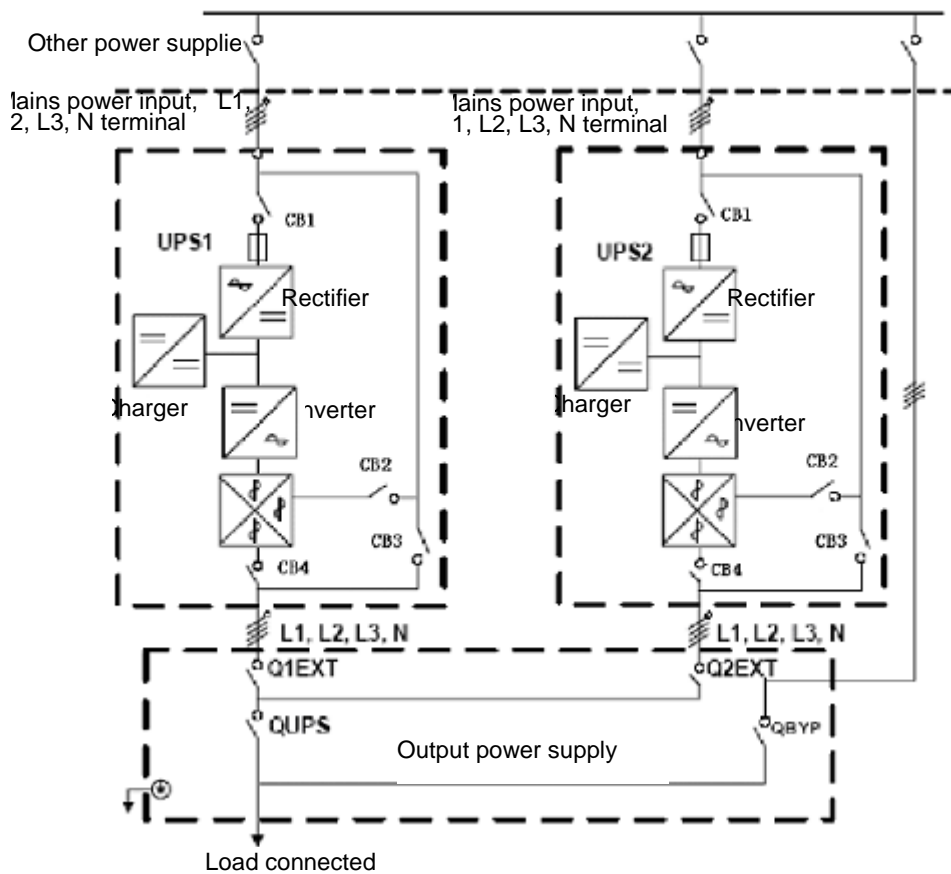 Other power supplie
lains power input, L1,
2, L3, N terminal
lains power input,
1, L2, L3, N terminal
CB1
UPS1
Rectifier
Charger
nverter
CB2
CB3
CB4
L1, L2, L3, N
CB1
UPS2
Rectifier
Charger
nverter
CB2
CB3
CB4
L1, L2, L3, N
Q1EXT
Q2EXT
QUPS
QBYP
Output power supply
Load connected